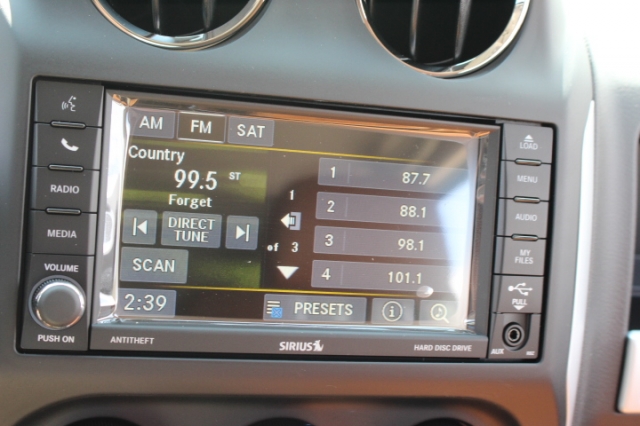 AM FM SAT
LOAD
Country
MENU
99.5 ST
1 87.7
RADIO
Forget
1
2 88.1
AUDIO
DIRECT
TUNE
MEDIA
of 3
3 98.1
MY
FILES
SCAN
4 101.1
VOLUME
PULL
2:39
PRESETS
i
PUSH ON
ANTITHEFT
SIRIUS
HARD DISC DRIVE
AUX